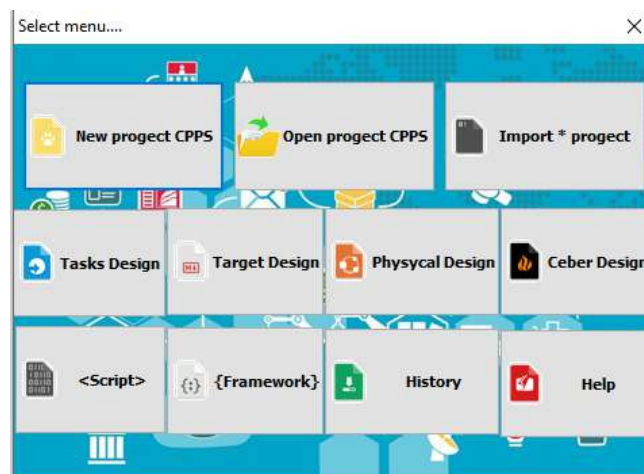 Select menu....
New progect CPPS
Open progect CPPS
Import * progect
Tasks Design
Target Design
Physycal Design
Ceber Design
<Script>
{Framework}
History
Help